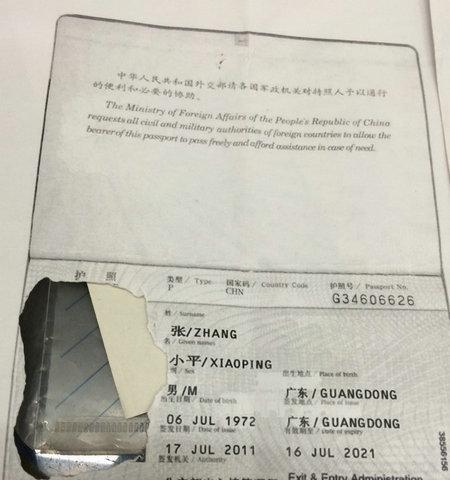 中华人民共和国外交部请各国军政机关对持照人予以通行
的便利和必要的协助。
The Ministry of Foreign Affairs of the People's Republic of China
requests all civil and military authorities of foreign countries to allow the
bearer of this passport to pass freely and afford assistance in case of need.
护 照
类型 / Type 国家码 / Country Code 护照号 / Passport No.
P CHN G34606626
姓 / Surname
张/ZHANG
名 / Given names
小平/XIAOPING
性别 / Sex 出生地点 / Place of birth
男/M 广东/GUANGDONG
出生日期 / Date of birth 签发地点 / Place of issue
06 JUL 1972 广东/GUANGDONG
签发日期 / Date of issue 有效期至 / Date of expiry
17 JUL 2011 16 JUL 2021
签发机关 / Authority
Exit & Entry Administration
38556156